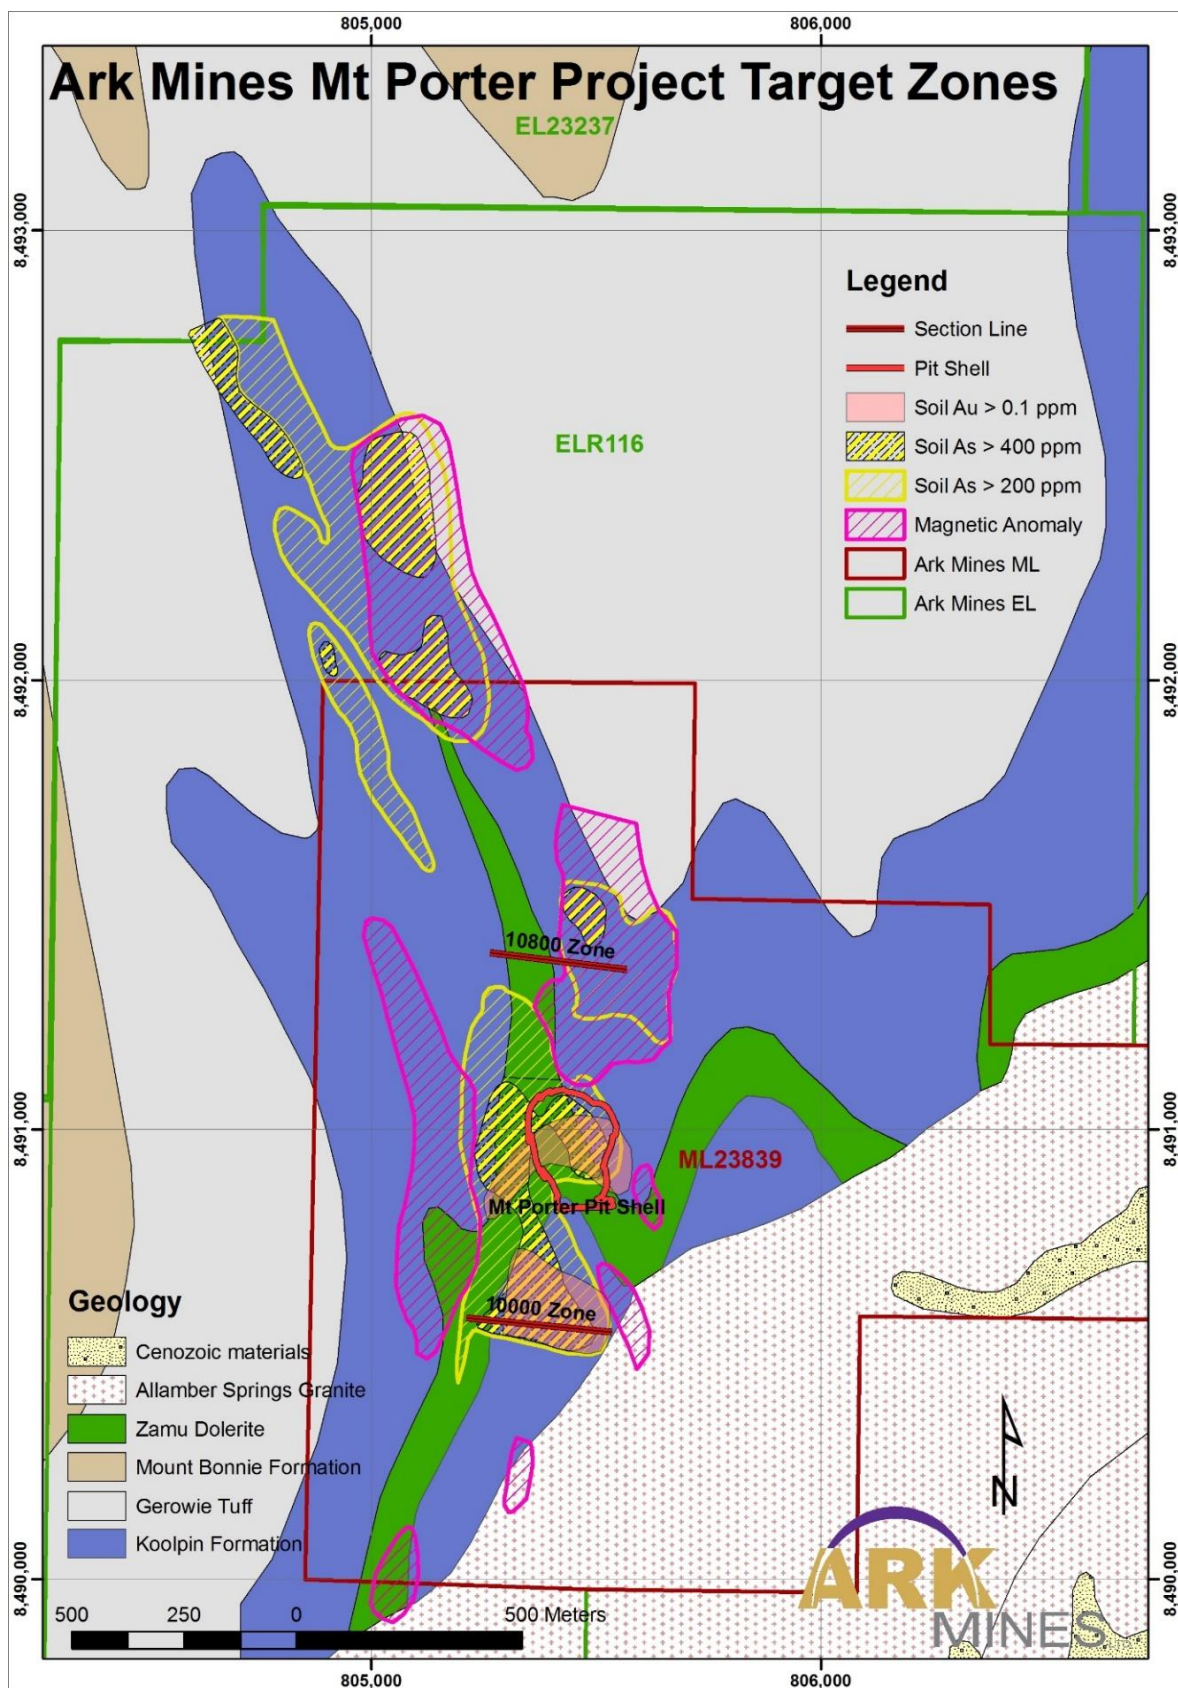 805,000
806,000
Ark Mines Mt Porter Project Target Zones
EL23237
8,493,000
8,493,000
Legend
Section Line
Pit Shell
Soil Au > 0.1 ppm
Soil As > 400 ppm
Soil As > 200 ppm
Magnetic Anomaly
Ark Mines ML
Ark Mines EL
ELR116
8,492,000
8,492,000
10800 Zone
8,491,000
8,491,000
ML23839
Mt Porter Pit Shell
10000 Zone
Geology
Cenozoic materials
Allamber Springs Granite
Zamu Dolerite
Mount Bonnie Formation
Gerowie Tuff
Koolpin Formation
N
8,490,000
8,490,000
ARK
MINES
500
250
0
500 Meters
805,000
806,000